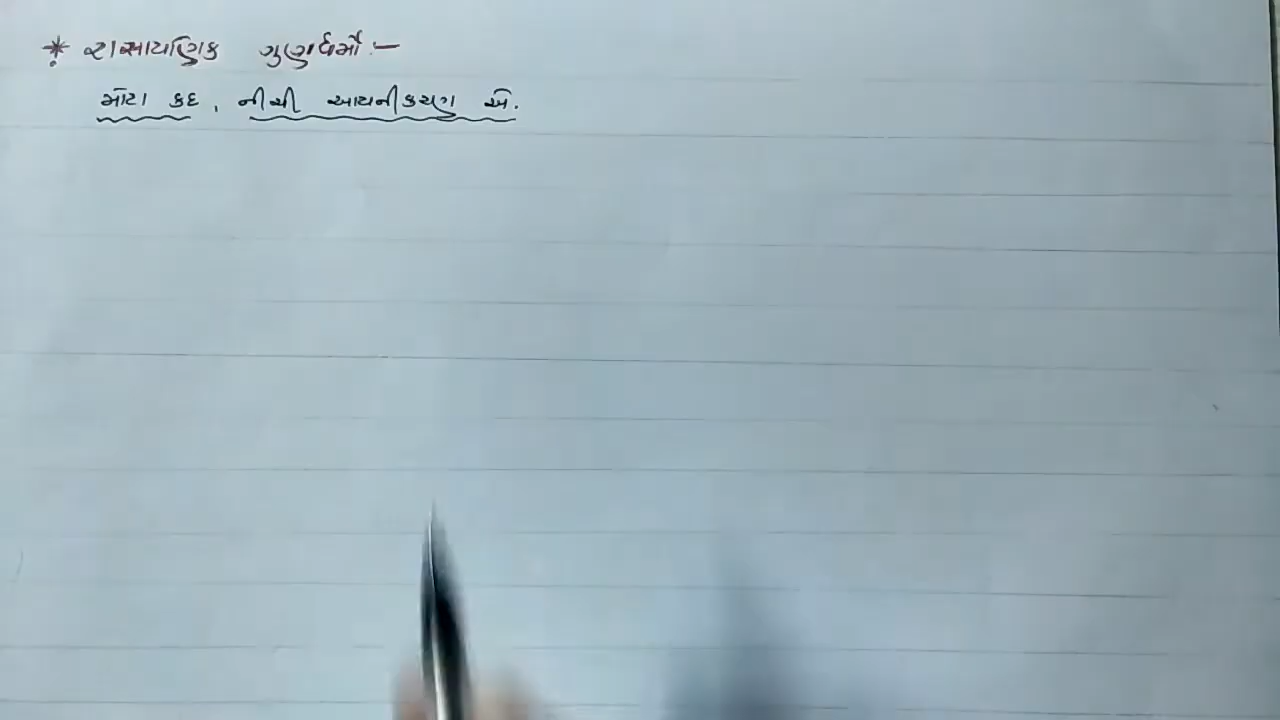 * રાસાયણિક ગુણધર્મો :-
મોટા કદ, નીચી આયનીકરણ એ.